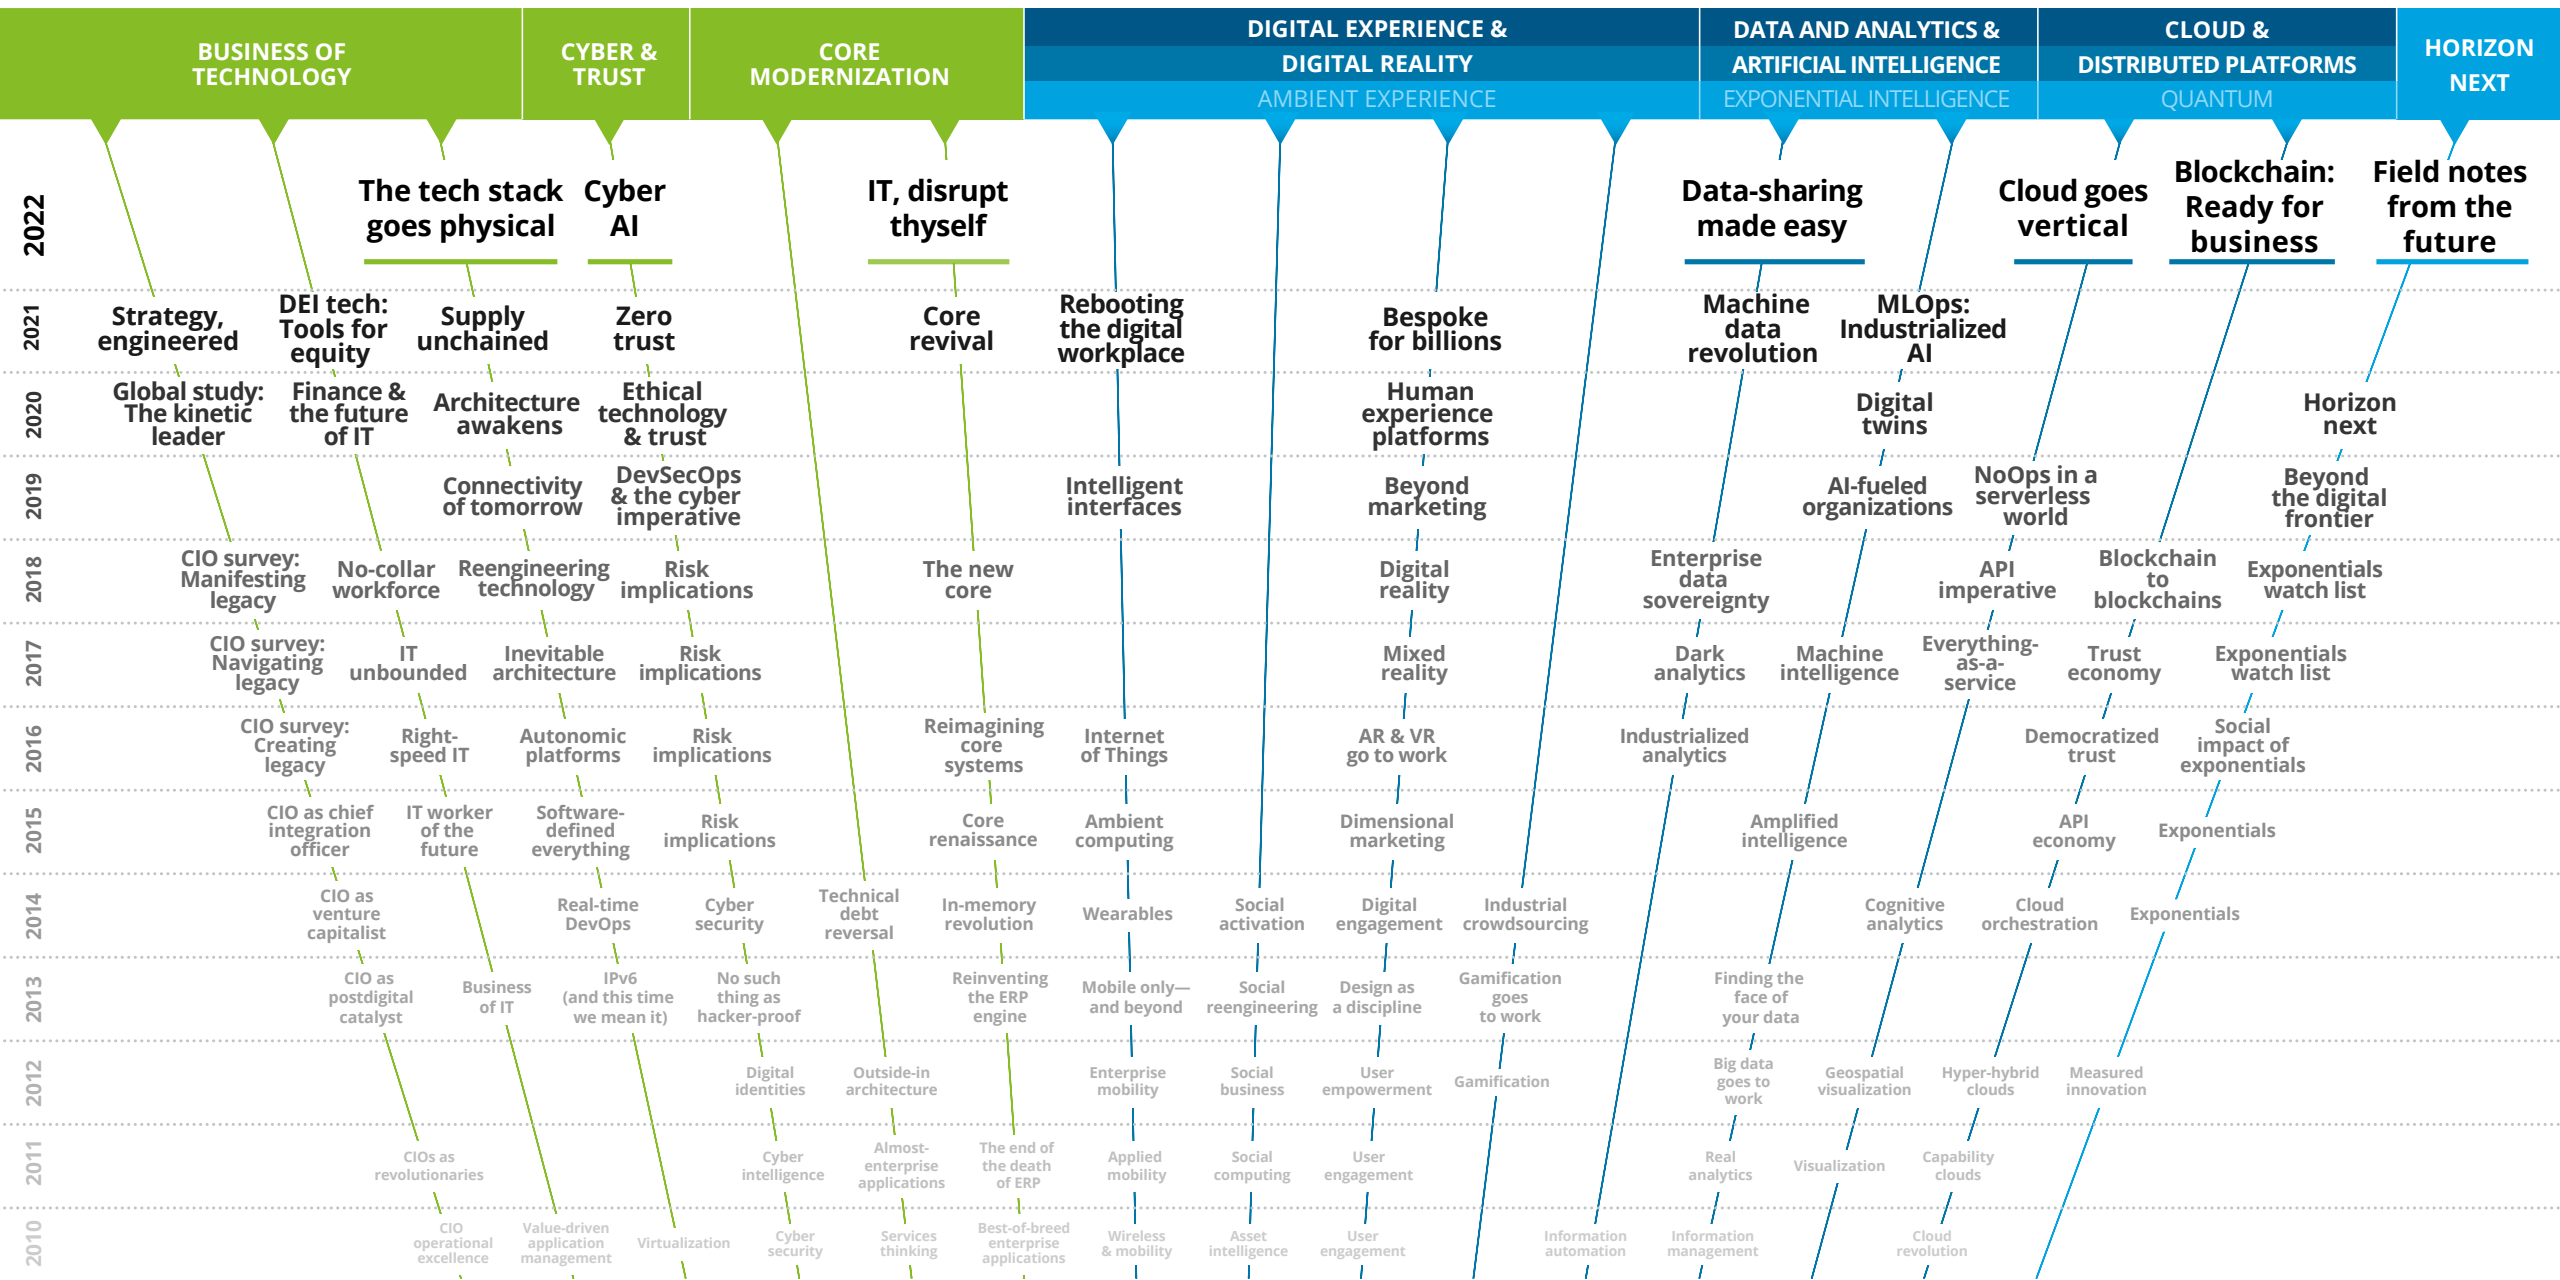 BUSINESS OF
TECHNOLOGY
CYBER &
TRUST
CORE
MODERNIZATION
DIGITAL EXPERIENCE &
DIGITAL REALITY
AMBIENT EXPERIENCE
DATA AND ANALYTICS &
ARTIFICIAL INTELLIGENCE
EXPONENTIAL INTELLIGENCE
CLOUD &
DISTRIBUTED PLATFORMS
QUANTUM
HORIZON
NEXT
2022
The tech stack
goes physical
Cyber
AI
IT, disrupt
thyself
Data-sharing
made easy
Cloud goes
vertical
Blockchain:
Ready for
business
Field notes
from the
future
2021
Strategy,
engineered
DEI tech:
Tools for
equity
Supply
unchained
Zero
trust
Core
revival
Rebooting
the digital
workplace
Bespoke
for billions
Machine
data
revolution
MLOps:
Industrialized
AI
2020
Global study:
The kinetic
leader
Finance &
the future
of IT
Architecture
awakens
Ethical
technology
& trust
Human
experience
platforms
Digital
twins
Horizon
next
2019
Connectivity
of tomorrow
DevSecOps
& the cyber
imperative
Intelligent
interfaces
Beyond
marketing
AI-fueled
organizations
NoOps in a
serverless
world
Beyond
the digital
frontier
2018
CIO survey:
Manifesting
legacy
No-collar
workforce
Reengineering
technology
Risk
implications
The new
core
Digital
reality
Enterprise
data
sovereignty
API
imperative
Blockchain
to
blockchains
Exponentials
watch list
2017
CIO survey:
Navigating
legacy
IT
unbounded
Inevitable
architecture
Risk
implications
Mixed
reality
Dark
analytics
Machine
intelligence
Everything-
as-a-
service
Trust
economy
Exponentials
watch list
2016
CIO survey:
Creating
legacy
Right-
speed IT
Autonomic
platforms
Risk
implications
Reimagining
core
systems
Internet
of Things
AR & VR
go to work
Industrialized
analytics
Democratized
trust
Social
impact of
exponentials
2015
CIO as chief
integration
officer
IT worker
of the
future
Software-
defined
everything
Risk
implications
Core
renaissance
Ambient
computing
Dimensional
marketing
Amplified
intelligence
API
economy
Exponentials
2014
CIO as
venture
capitalist
Real-time
DevOps
Cyber
security
Technical
debt
reversal
In-memory
revolution
Wearables
Social
activation
Digital
engagement
Industrial
crowdsourcing
Cognitive
analytics
Cloud
orchestration
Exponentials
2013
CIO as
postdigital
catalyst
Business
of IT
IPv6
(and this time
we mean it)
No such
thing as
hacker-proof
Reinventing
the ERP
engine
Mobile only—
and beyond
Social
reengineering
Design as
a discipline
Gamification
goes
to work
Finding the
face of
your data
2012
Digital
identities
Outside-in
architecture
Enterprise
mobility
Social
business
User
empowerment
Gamification
Big data
goes to
work
Geospatial
visualization
Hyper-hybrid
clouds
Measured
innovation
2011
CIOs as
revolutionaries
Cyber
intelligence
Almost-
enterprise
applications
The end of
the death
of ERP
Applied
mobility
Social
computing
User
engagement
Real
analytics
Visualization
Capability
clouds
2010
CIO
operational
excellence
Value-driven
application
management
Virtualization
Cyber
security
Services
thinking
Best-of-breed
enterprise
applications
Wireless
& mobility
Asset
intelligence
User
engagement
Information
automation
Information
management
Cloud
revolution